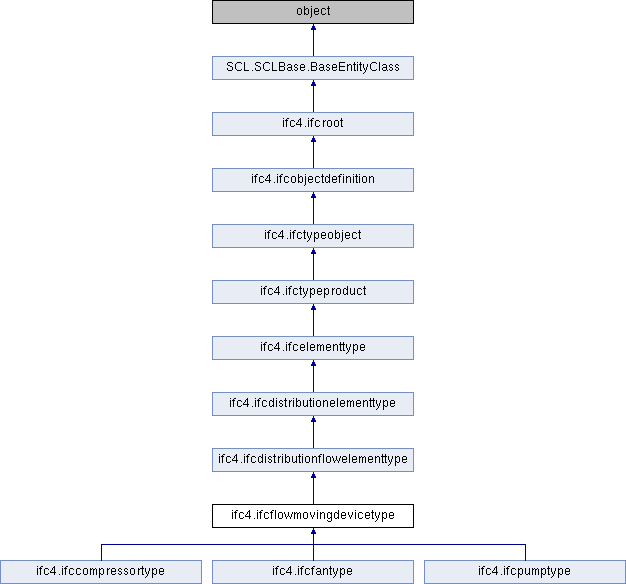 object
SCL.SCLBase.BaseEntityClass
ifc4.ifcroot
ifc4.ifcobjectdefinition
ifc4.ifctypeobject
ifc4.ifctypeproduct
ifc4.ifcelementtype
ifc4.ifcdistributionelementtype
ifc4.ifcdistributionflowelementtype
ifc4.ifcflowmovingdevicetype
ifc4.ifccompressortype
ifc4.ifcfantype
ifc4.ifcpumptype